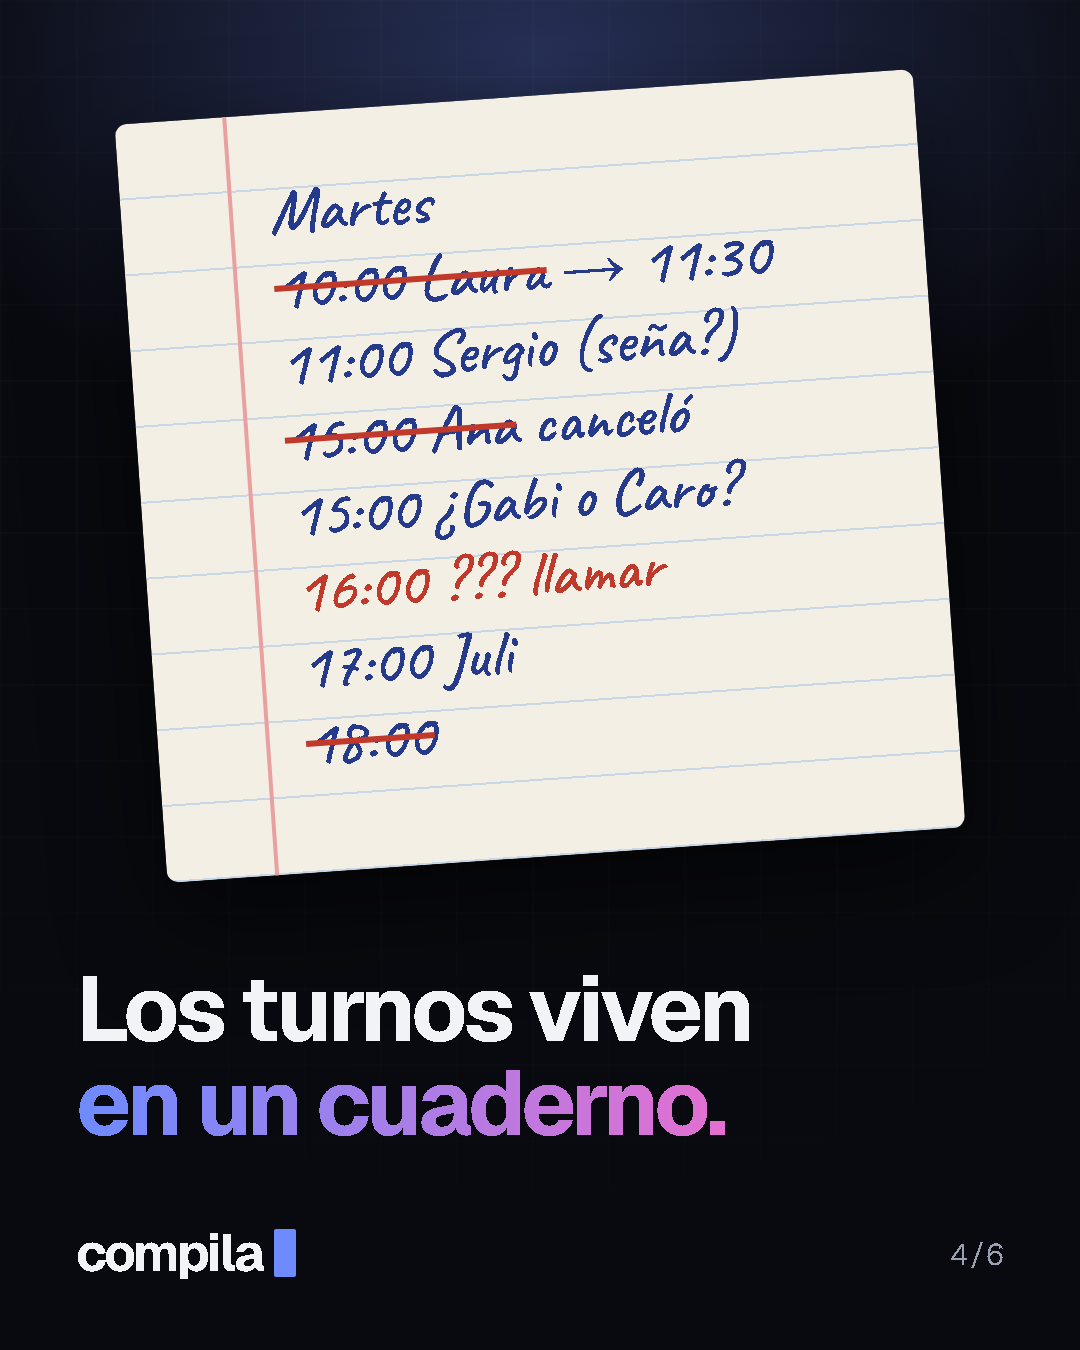 Martes
10:00 Laura → 11:30
11:00 Sergio (seña?)
15:00 Ana canceló
15:00 ¿Gabi o Caro?
16:00 ??? llamar
17:00 Juli
18:00
Los turnos viven
en un cuaderno.
compila
4/6